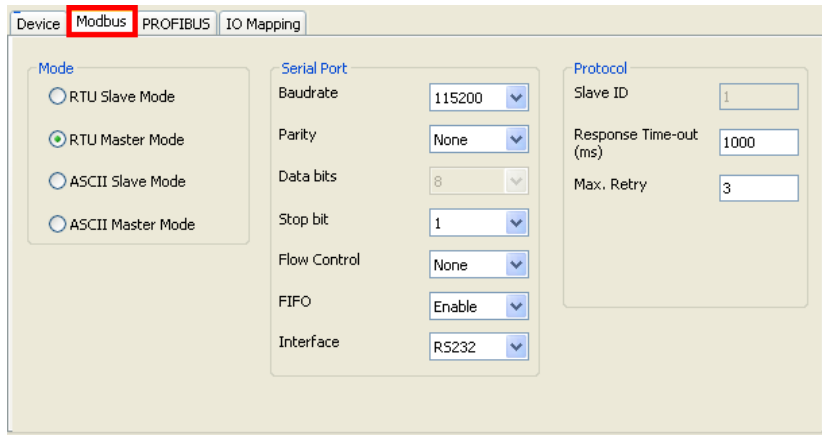 Device Modbus PROFIBUS IO Mapping
Mode
RTU Slave Mode
RTU Master Mode
ASCII Slave Mode
ASCII Master Mode
Serial Port
Baudrate 115200
Parity None
Data bits 8
Stop bit 1
Flow Control None
FIFO Enable
Interface RS232
Protocol
Slave ID 1
Response Time-out
(ms) 1000
Max. Retry 3